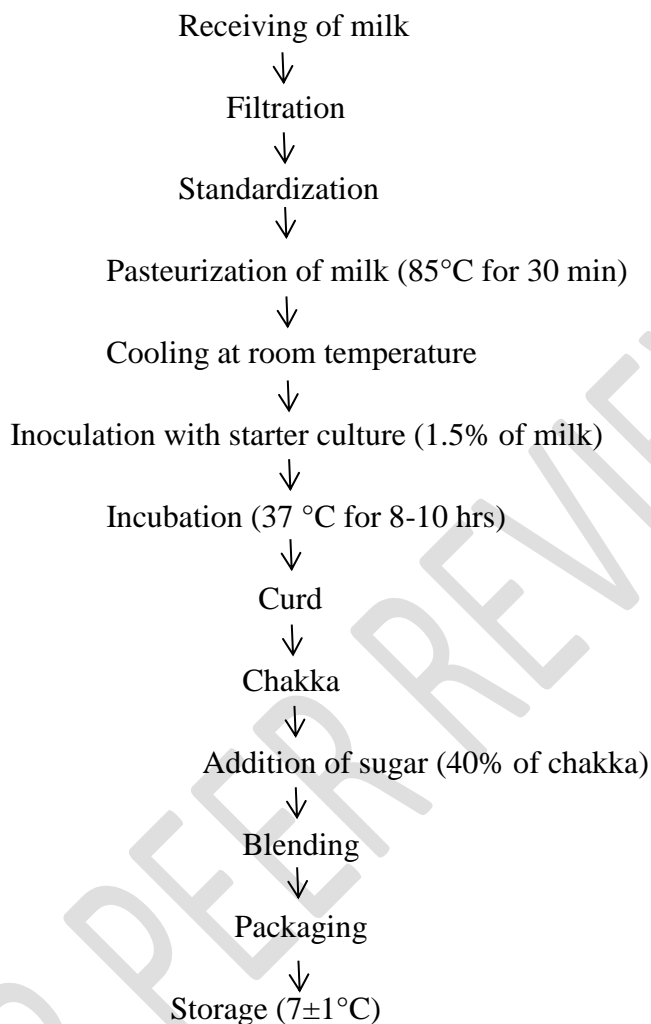 Receiving of milk
Filtration
Standardization
Pasteurization of milk (85°C for 30 min)
Cooling at room temperature
Inoculation with starter culture (1.5% of milk)
Incubation (37 °C for 8-10 hrs)
Curd
Chakka
Addition of sugar (40% of chakka)
Blending
Packaging
Storage (7±1°C)
PEER REVIEW